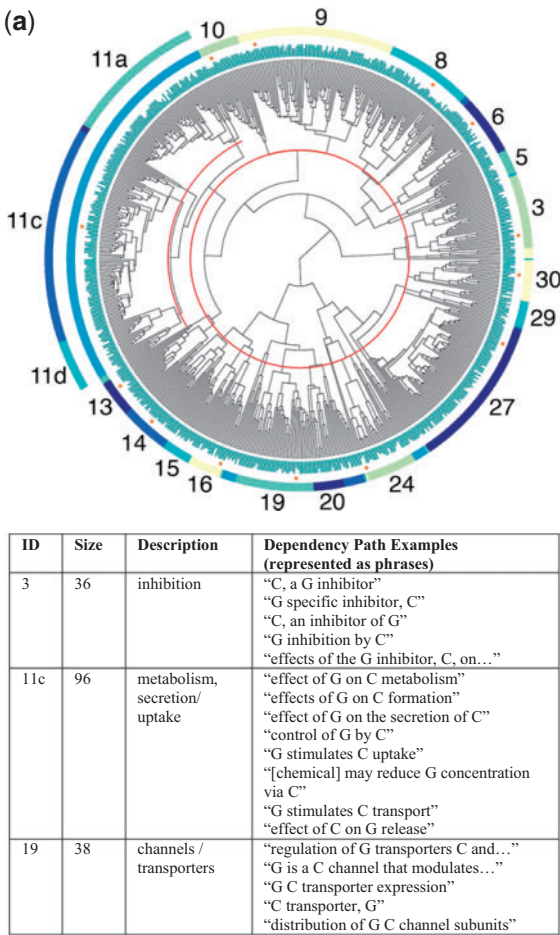 (a)
10
9
11a
8
6
5
3
11c
30
29
11d
27
13
14
15
16
19
20
24
ID Size Description Dependency Path Examples
(represented as phrases)
3 36 inhibition “C, a G inhibitor”
“G specific inhibitor, C”
“C, an inhibitor of G”
“G inhibition by C”
“effects of the G inhibitor, C, on…”
11c 96 metabolism, “effect of G on C metabolism”
secretion/ “effects of G on C formation”
uptake “effect of G on the secretion of C”
“control of G by C”
“G stimulates C uptake”
“[chemical] may reduce G concentration
via C”
“G stimulates C transport”
“effect of C on G release”
19 38 channels / “regulation of G transporters C and…”
transporters “G is a C channel that modulates…”
“G C transporter expression”
“C transporter, G”
“distribution of G C channel subunits”